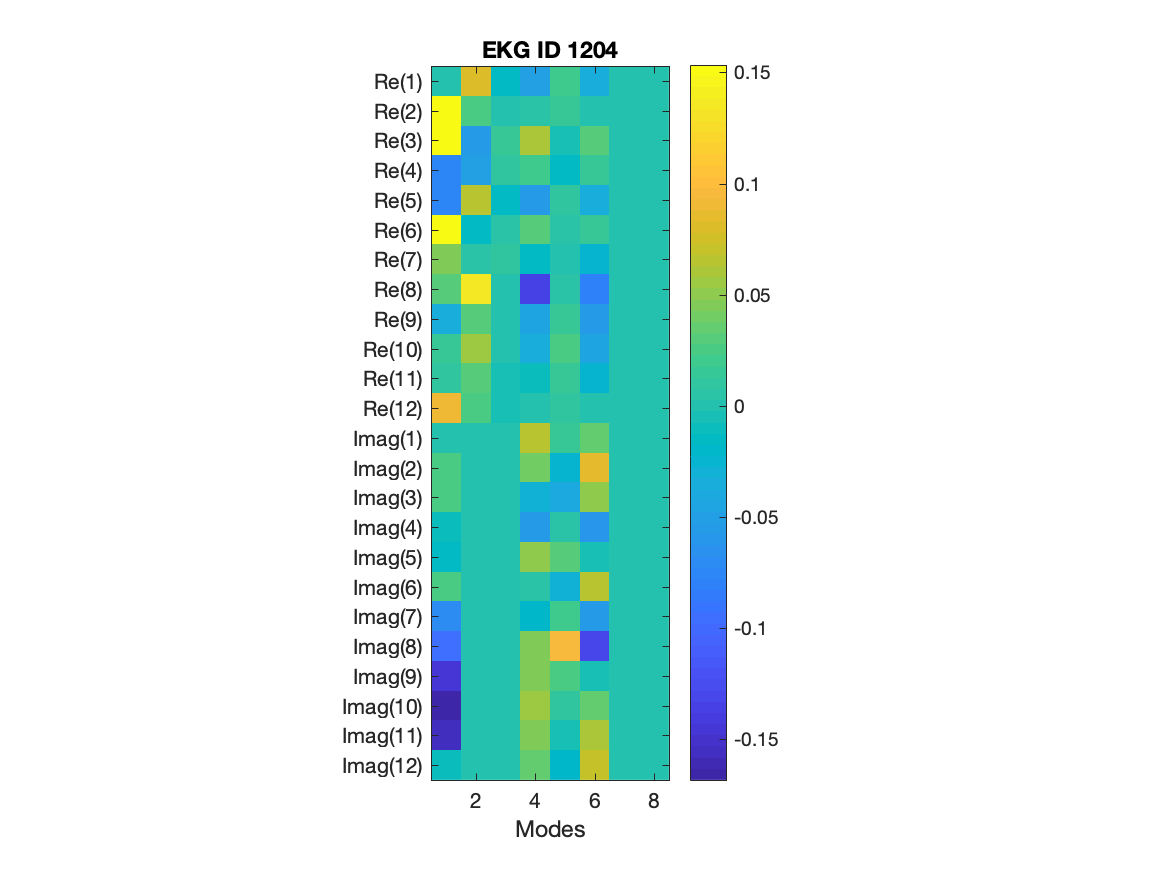 EKG ID 1204
Re(1)
Re(2)
Re(3)
Re(4)
Re(5)
Re(6)
Re(7)
Re(8)
Re(9)
Re(10)
Re(11)
Re(12)
Imag(1)
Imag(2)
Imag(3)
Imag(4)
Imag(5)
Imag(6)
Imag(7)
Imag(8)
Imag(9)
Imag(10)
Imag(11)
Imag(12)
2 4 6 8
Modes
0.15
0.1
0.05
0
-0.05
-0.1
-0.15